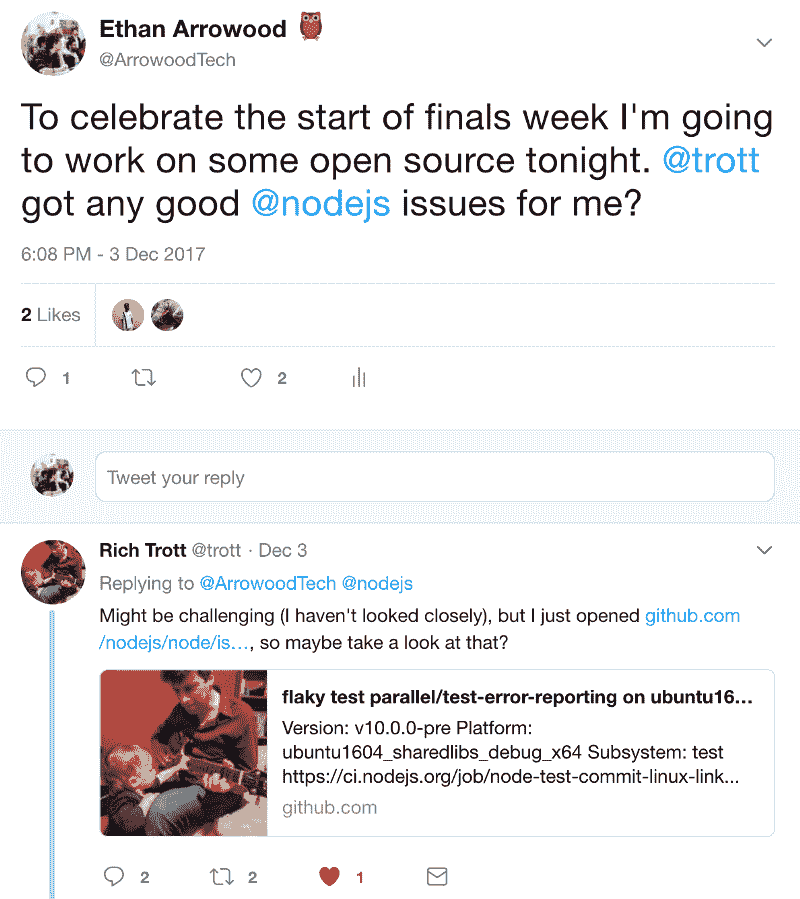 Ethan Arrowood 🦉
@ArrowoodTech
To celebrate the start of finals week I'm going
to work on some open source tonight. @trott
got any good @nodejs issues for me?
6:08 PM - 3 Dec 2017
2 Likes
1 2
Tweet your reply
Rich Trott @trott · Dec 3
Replying to @ArrowoodTech @nodejs
Might be challenging (I haven't looked closely), but I just opened github.com
/nodejs/node/is..., so maybe take a look at that?
flaky test parallel/test-error-reporting on ubuntu16...
Version: v10.0.0-pre Platform:
ubuntu1604_sharedlibs_debug_x64 Subsystem: test
https://ci.nodejs.org/job/node-test-commit-linux-link...
github.com
2 2 1